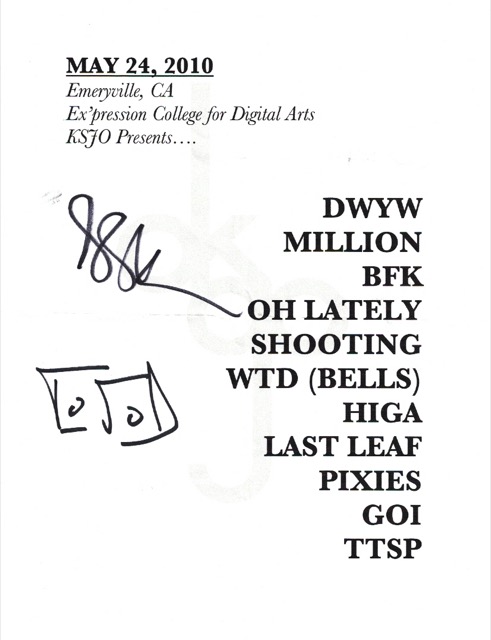 MAY 24, 2010
Emeryville, CA
Ex'pression College for Digital Arts
KSJO Presents….
DWYW
MILLION
BFK
OH LATELY
SHOOTING
WTD (BELLS)
HIGA
LAST LEAF
PIXIES
GOI
TTSP